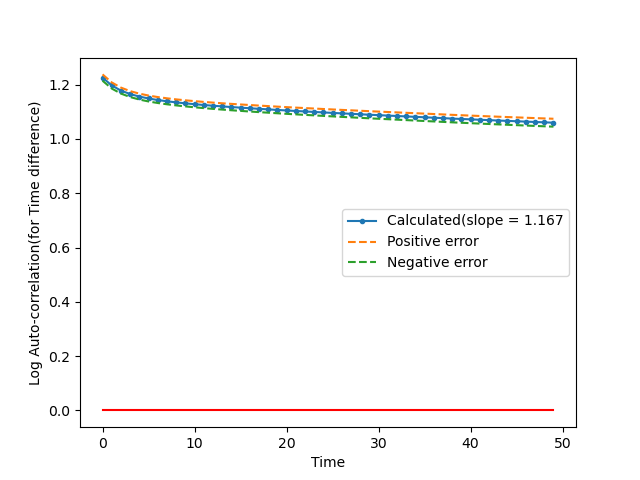 1.2
1.0
0.8
0.6
0.4
0.2
0.0
Log Auto-correlation(for Time difference)
Calculated(slope = 1.167
Positive error
Negative error
0 10 20 30 40 50
Time